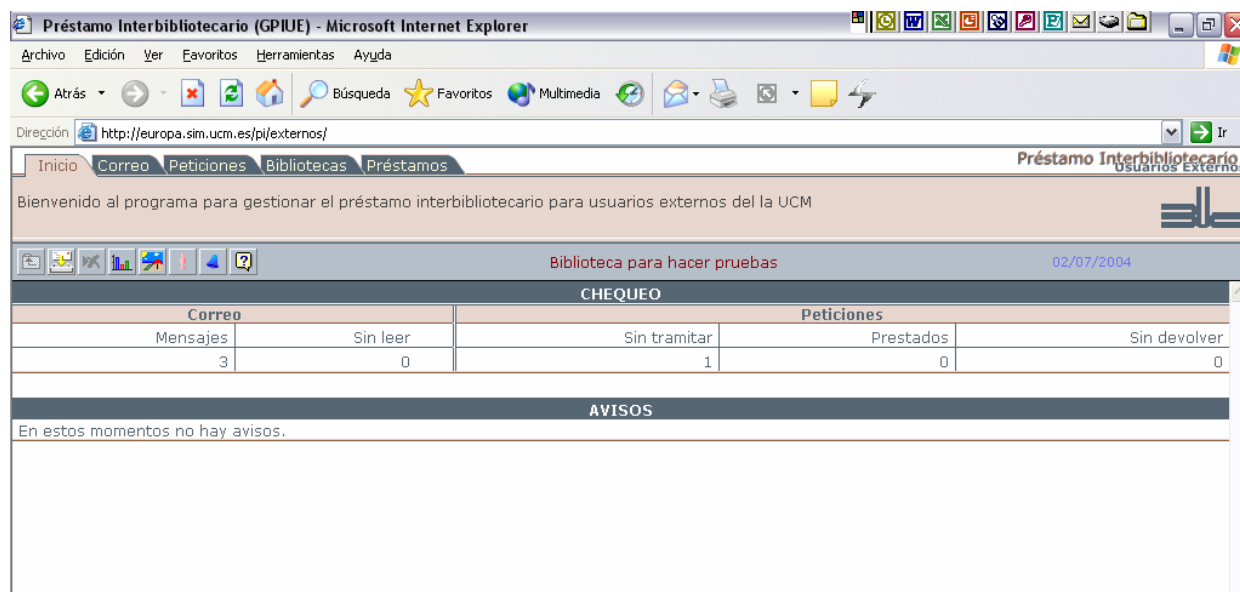 Préstamo Interbibliotecario (GPIUE) - Microsoft Internet Explorer
Archivo Edición Ver Favoritos Herramientas Ayuda
Atrás Búsqueda Favoritos Multimedia
Dirección http://europa.sim.ucm.es/pi/externos/ Ir
Inicio Correo Peticiones Bibliotecas Préstamos Préstamo Interbibliotecario
Usuarios Externos
Bienvenido al programa para gestionar el préstamo interbibliotecario para usuarios externos del la UCM
Biblioteca para hacer pruebas 02/07/2004
CHEQUEO
Correo Peticiones
Mensajes Sin leer Sin tramitar Prestados Sin devolver
3 0 1 0 0
AVISOS
En estos momentos no hay avisos.